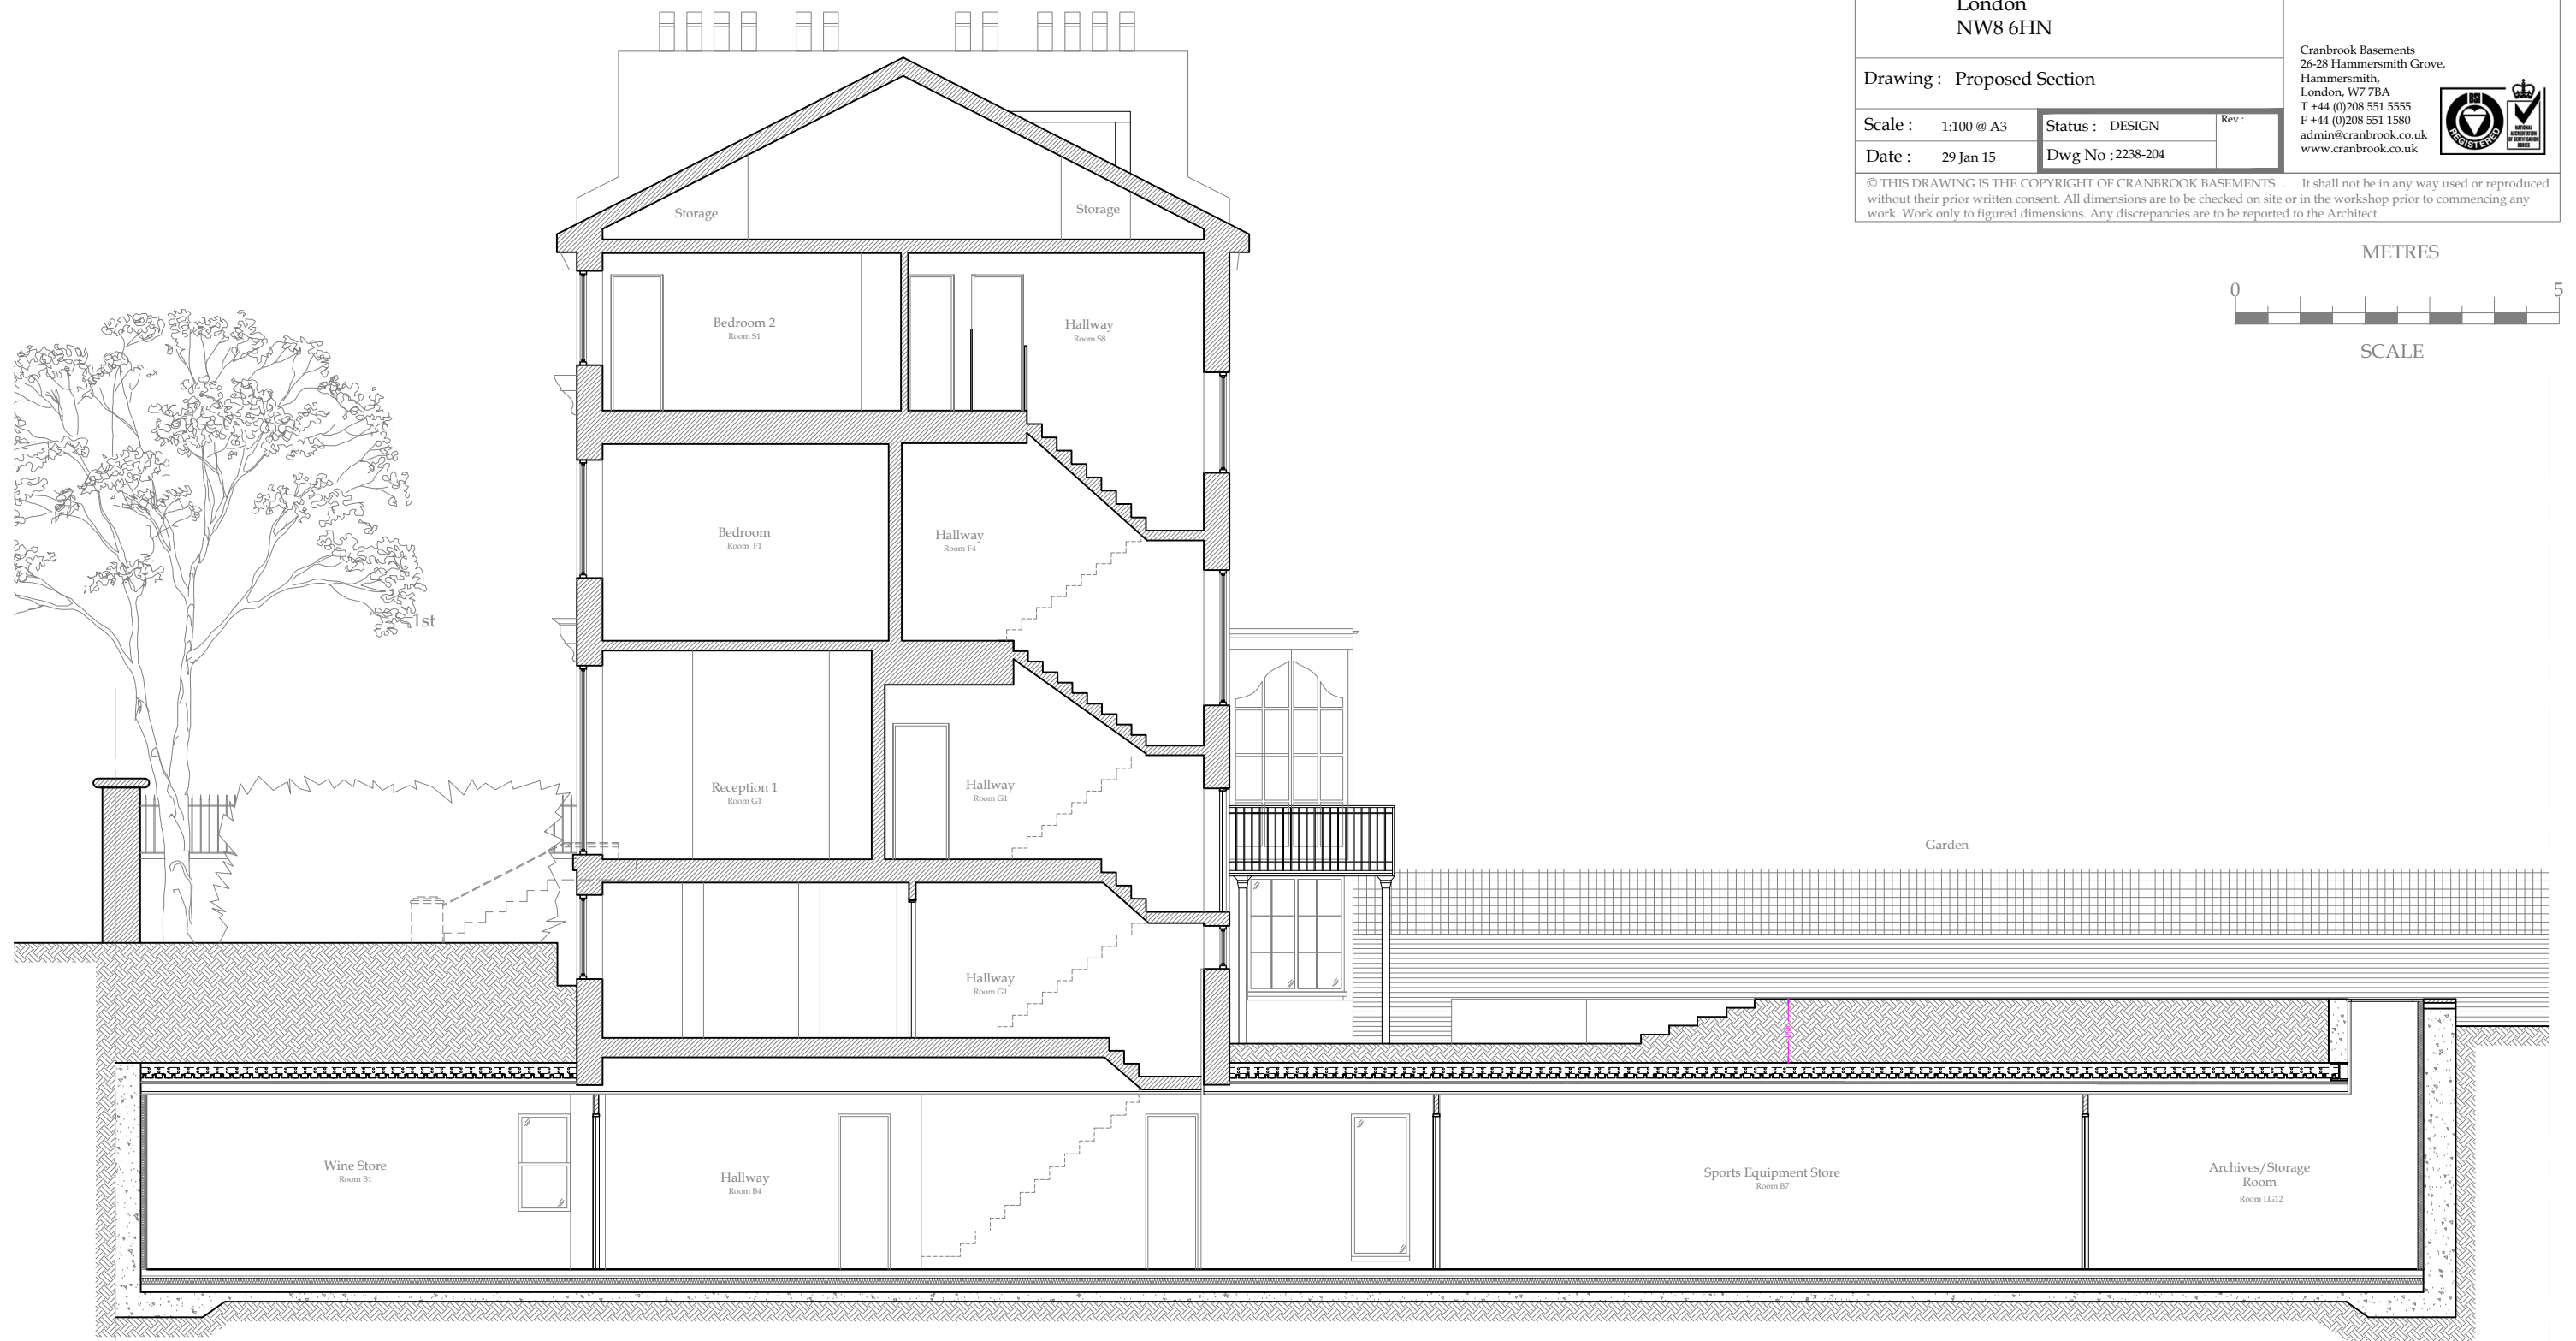 London
NW8 6HN
Drawing : Proposed Section
Scale : 1:100 @ A3
Status : DESIGN
Rev :
Date : 29 Jan 15
Dwg No : 2238-204
Cranbrook Basements
26-28 Hammersmith Grove,
Hammersmith,
London, W7 7BA
T +44 (0)208 551 5555
F +44 (0)208 551 1580
admin@cranbrook.co.uk
www.cranbrook.co.uk
BSI
REGISTERED
NATIONAL
ACCREDITATION
OF CERTIFICATION
BODIES
© THIS DRAWING IS THE COPYRIGHT OF CRANBROOK BASEMENTS . It shall not be in any way used or reproduced
without their prior written consent. All dimensions are to be checked on site or in the workshop prior to commencing any
work. Work only to figured dimensions. Any discrepancies are to be reported to the Architect.
METRES
0 5
SCALE
Storage
Storage
Bedroom 2
Room S1
Hallway
Room S8
Bedroom
Room F1
Hallway
Room F4
1st
Reception 1
Room G1
Hallway
Room G1
Garden
Hallway
Room G1
Wine Store
Room B1
Hallway
Room B4
Sports Equipment Store
Room B7
Archives/Storage
Room
Room LG12